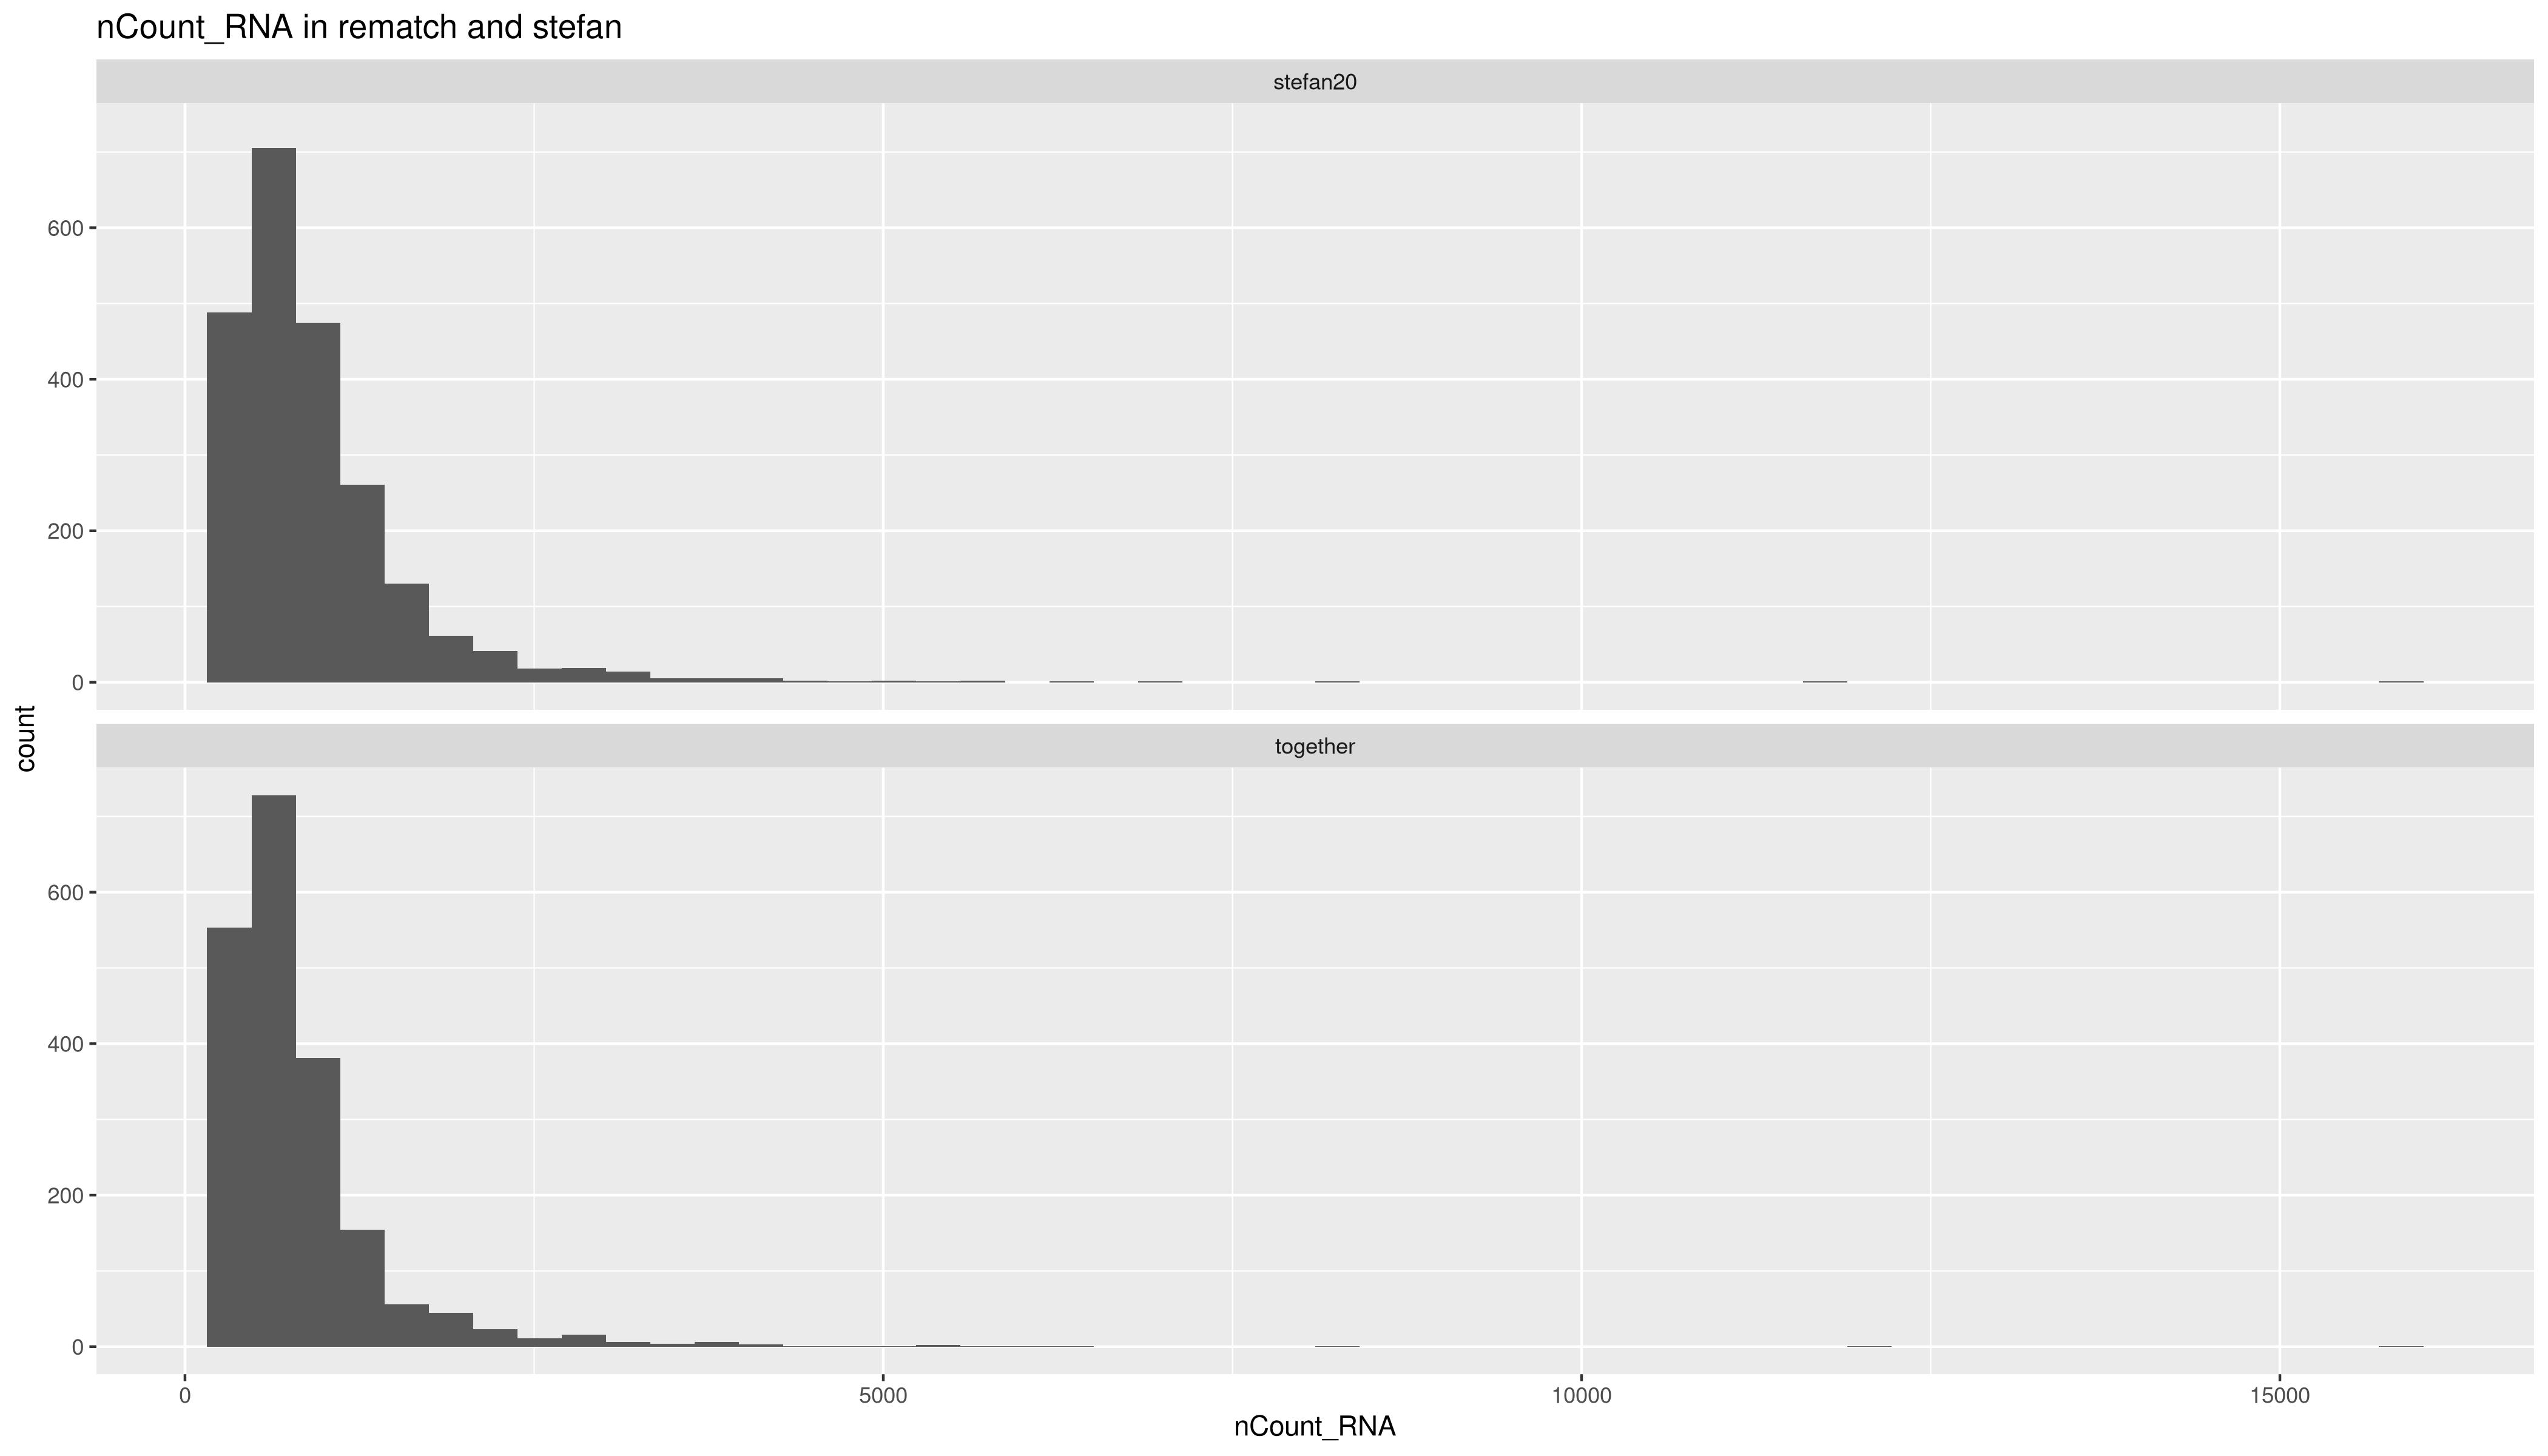 nCount_RNA in rematch and stefan
stefan20
600
400
200
0
count
together
600
400
200
0
0 5000 10000 15000
nCount_RNA